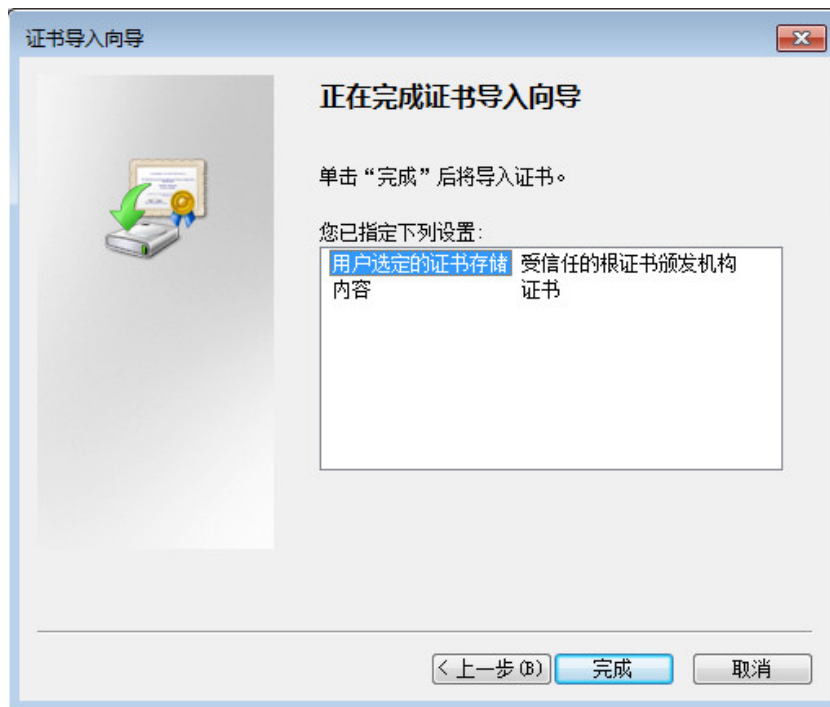 证书导入向导
正在完成证书导入向导
单击“完成”后将导入证书。
您已指定下列设置:
用户选定的证书存储 受信任的根证书颁发机构
内容 证书
< 上一步(B) 完成 取消